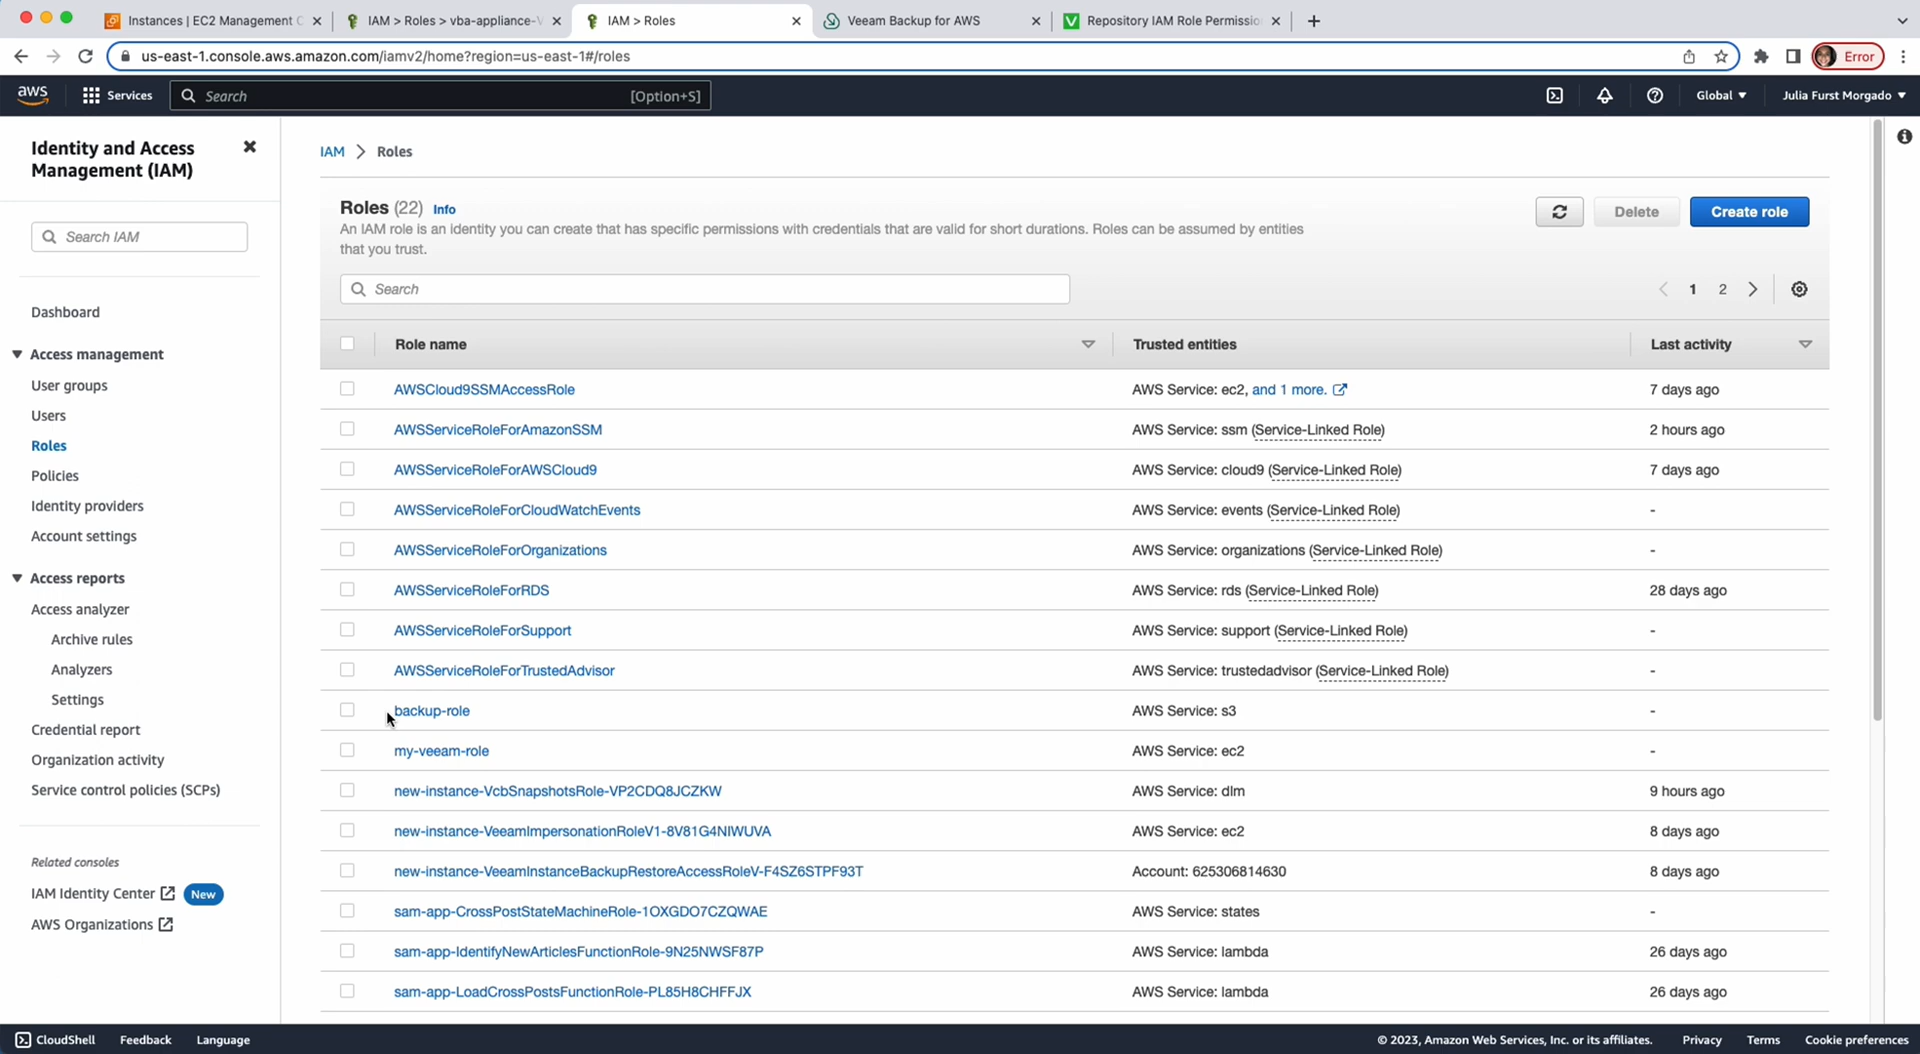 Instances | EC2 Management C
IAM > Roles > vba-appliance-V
IAM > Roles
Veeam Backup for AWS
Repository IAM Role Permissio
us-east-1.console.aws.amazon.com/iamv2/home?region=us-east-1#/roles
Error
aws
Services
Search
[Option+S]
Global
Julia Furst Morgado
Identity and Access
Management (IAM)
Search IAM
Dashboard
Access management
User groups
Users
Roles
Policies
Identity providers
Account settings
Access reports
Access analyzer
Archive rules
Analyzers
Settings
Credential report
Organization activity
Service control policies (SCPs)
Related consoles
IAM Identity Center New
AWS Organizations
IAM > Roles
Roles (22) Info
An IAM role is an identity you can create that has specific permissions with credentials that are valid for short durations. Roles can be assumed by entities
that you trust.
Delete
Create role
Search
1 2
Role name Trusted entities Last activity
AWSCloud9SSMAccessRole AWS Service: ec2, and 1 more. 7 days ago
AWSServiceRoleForAmazonSSM AWS Service: ssm (Service-Linked Role) 2 hours ago
AWSServiceRoleForAWSCloud9 AWS Service: cloud9 (Service-Linked Role) 7 days ago
AWSServiceRoleForCloudWatchEvents AWS Service: events (Service-Linked Role) -
AWSServiceRoleForOrganizations AWS Service: organizations (Service-Linked Role) -
AWSServiceRoleForRDS AWS Service: rds (Service-Linked Role) 28 days ago
AWSServiceRoleForSupport AWS Service: support (Service-Linked Role) -
AWSServiceRoleForTrustedAdvisor AWS Service: trustedadvisor (Service-Linked Role) -
backup-role AWS Service: s3 -
my-veeam-role AWS Service: ec2 -
new-instance-VcbSnapshotsRole-VP2CDQ8JCZKW AWS Service: dlm 9 hours ago
new-instance-VeeamImpersonationRoleV1-8V81G4NIWUVA AWS Service: ec2 8 days ago
new-instance-VeeamInstanceBackupRestoreAccessRoleV-F4SZ6STPF93T Account: 625306814630 8 days ago
sam-app-CrossPostStateMachineRole-1OXGDO7CZQWAE AWS Service: states -
sam-app-IdentifyNewArticlesFunctionRole-9N25NWSF87P AWS Service: lambda 26 days ago
sam-app-LoadCrossPostsFunctionRole-PL85H8CHFFJX AWS Service: lambda 26 days ago
CloudShell Feedback Language
© 2023, Amazon Web Services, Inc. or its affiliates. Privacy Terms Cookie preferences